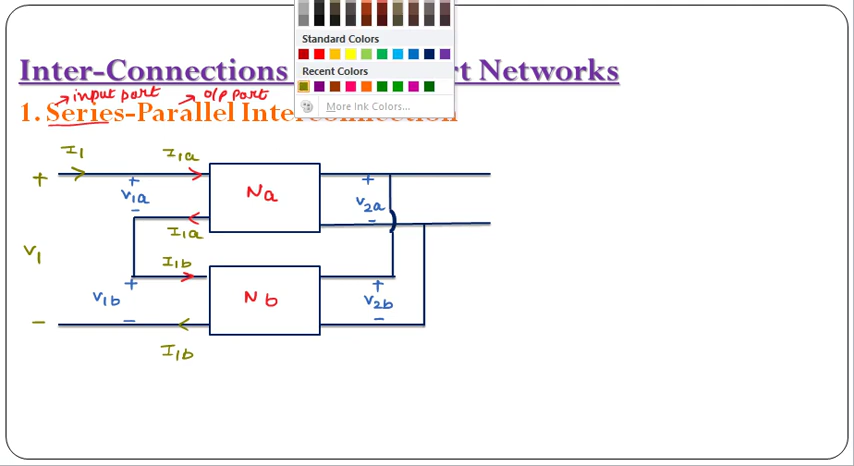 Standard Colors
Inter-Connections rt Networks
Recent Colors
input port o/p port
More Ink Colors...
1. Series-Parallel Interconnection
I1 I1a
+ + +
V1a Na V2a
- -
I1a
V1 I1b
+ +
V1b Nb V2b
- - -
I1b